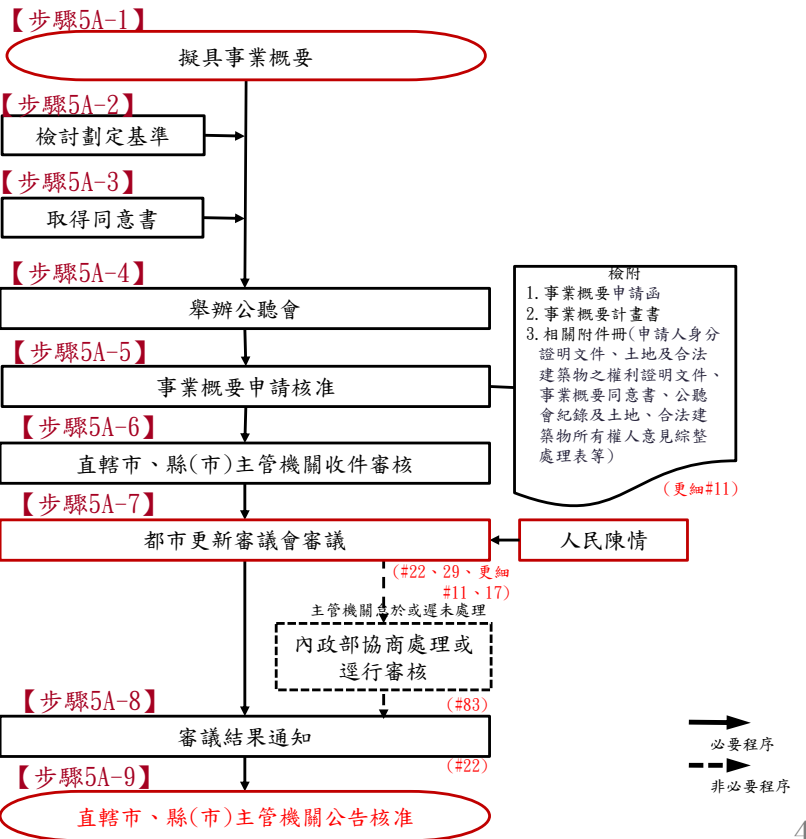 【步驟5A-1】
擬具事業概要
【步驟5A-2】
檢討劃定基準
【步驟5A-3】
取得同意書
【步驟5A-4】
舉辦公聽會
【步驟5A-5】
事業概要申請核准
檢附
1.事業概要申請函
2.事業概要計畫書
3.相關附件冊(申請人身分
證明文件、土地及合法
建築物之權利證明文件、
事業概要同意書、公聽
會紀錄及土地、合法建
築物所有權人意見綜整
處理表等)
(更細#11)
【步驟5A-6】
直轄市、縣(市)主管機關收件審核
【步驟5A-7】
都市更新審議會審議
人民陳情
(#22、29、更細
#11、17)
主管機關怠於或遲未處理
內政部協商處理或
逕行審核
(#83)
【步驟5A-8】
審議結果通知
(#22)
【步驟5A-9】
直轄市、縣(市)主管機關公告核准
必要程序
非必要程序
4